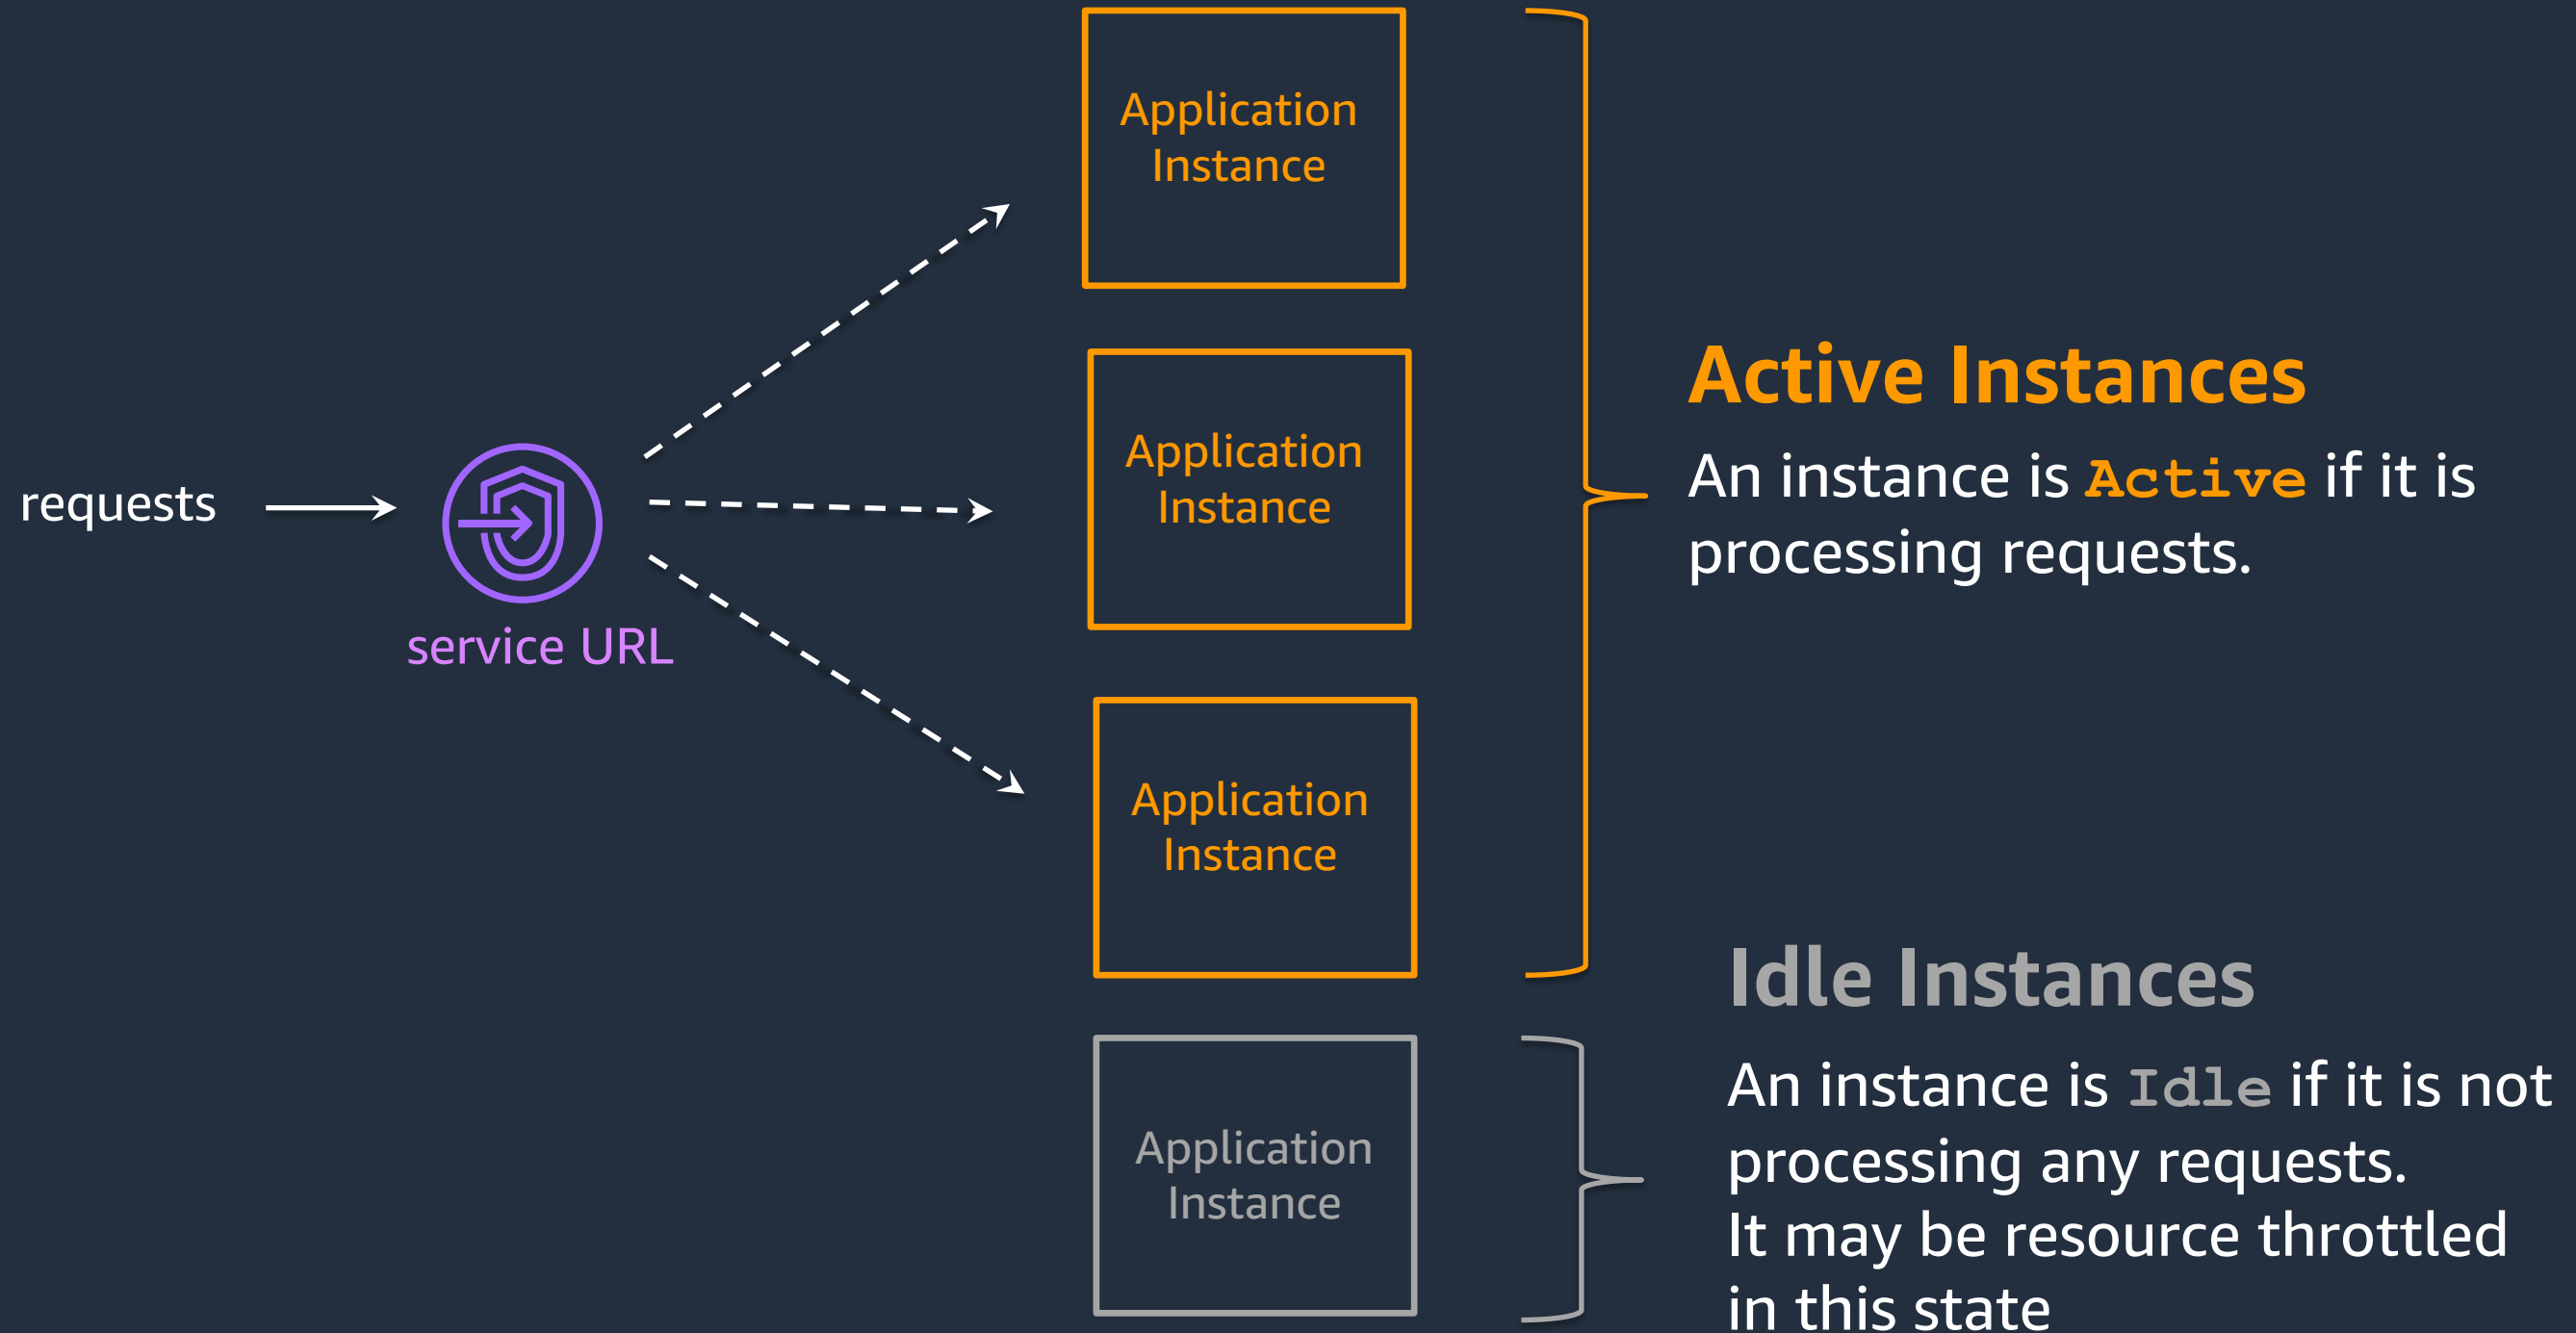 requests
service URL
Application
Instance
Application
Instance
Application
Instance
Application
Instance
Active Instances
An instance is Active if it is
processing requests.
Idle Instances
An instance is Idle if it is not
processing any requests.
It may be resource throttled
in this state